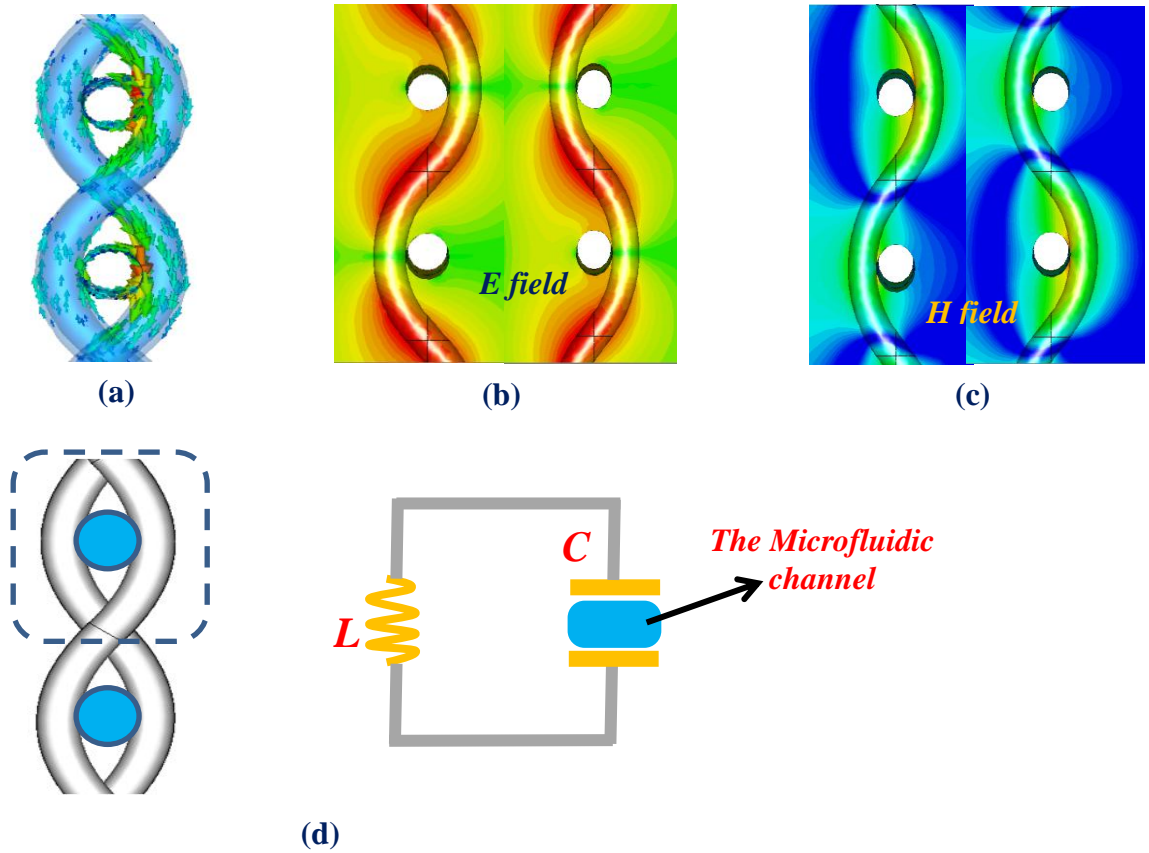 E field
H field
(a)
(b)
(c)
C
The Microfluidic
channel
L
(d)